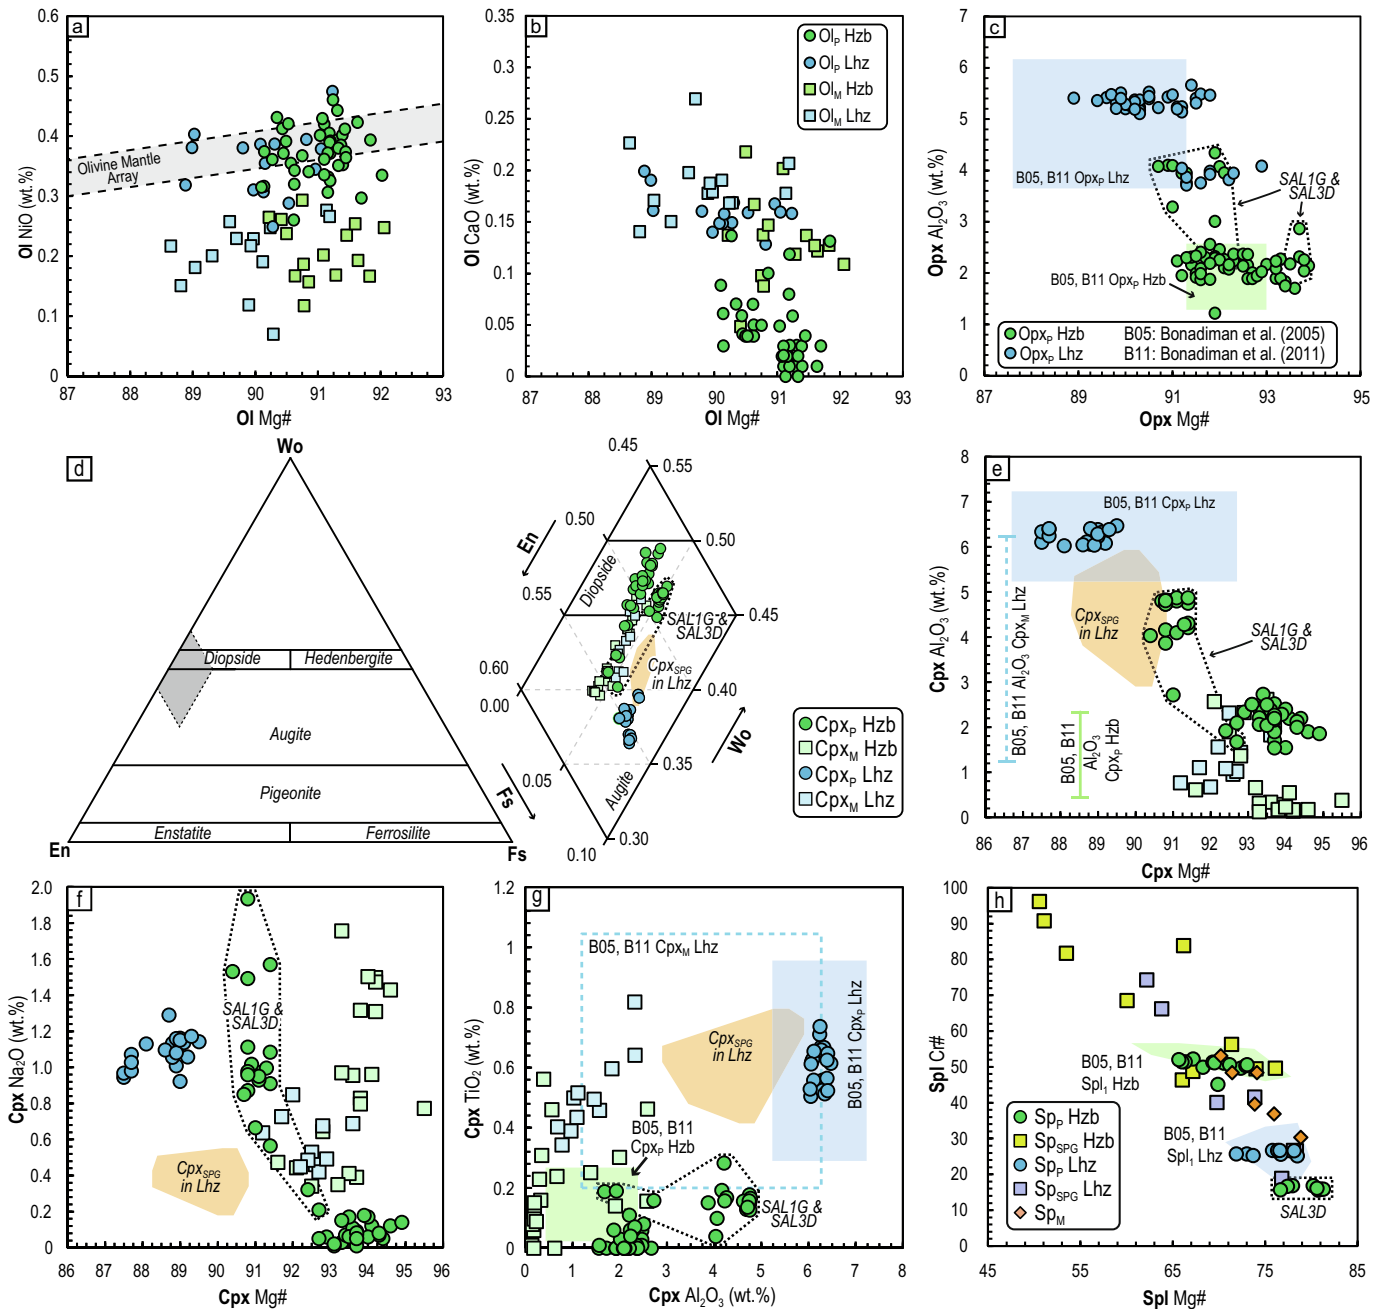 a
0.6
0.5
0.4
0.3
0.2
0.1
0
Ol NiO (wt.%)
Olivine Mantle
Array
87 88 89 90 91 92 93
Ol Mg#
b
0.35
0.30
0.25
0.20
0.15
0.10
0.05
0
Ol CaO (wt.%)
OlP Hzb
OlP Lhz
OlM Hzb
OlM Lhz
87 88 89 90 91 92 93
Ol Mg#
c
7
6
5
4
3
2
1
0
Opx Al2O3 (wt.%)
B05, B11 OpxP Lhz
SAL1G &
SAL3D
B05, B11 OpxP Hzb
OpxP Hzb B05: Bonadiman et al. (2005)
OpxP Lhz B11: Bonadiman et al. (2011)
87 89 91 93 95
Opx Mg#
d
Wo
Diopside Hedenbergite
Augite
Pigeonite
Enstatite Ferrosilite
En Fs
0.45
0.55
0.50
0.50
En
Diopside
0.55
0.45
SAL1G &
SAL3D
CpxSPG
in Lhz
0.60
0.00
0.40
Wo
0.05
0.35
Fs
Augite
0.30
0.10
CpxP Hzb
CpxM Hzb
CpxP Lhz
CpxM Lhz
e
8
7
6
5
4
3
2
1
0
Cpx Al2O3 (wt.%)
B05, B11 CpxP Lhz
B05, B11 Al2O3 CpxM Lhz
CpxSPG
in Lhz
SAL1G &
SAL3D
B05, B11
Al2O3
CpxP Hzb
86 87 88 89 90 91 92 93 94 95 96
Cpx Mg#
f
2.0
1.8
1.6
1.4
1.2
1.0
0.8
0.6
0.4
0.2
0
Cpx Na2O (wt.%)
SAL1G &
SAL3D
CpxSPG
in Lhz
86 87 88 89 90 91 92 93 94 95 96
Cpx Mg#
g
1.2
1
0.8
0.6
0.4
0.2
0
Cpx TiO2 (wt.%)
B05, B11 CpxM Lhz
CpxSPG
in Lhz
B05, B11 CpxP Lhz
B05, B11
CpxP Hzb
SAL1G &
SAL3D
0 1 2 3 4 5 6 7 8
Cpx Al2O3 (wt.%)
h
100
90
80
70
60
50
40
30
20
10
0
Spl Cr#
B05, B11
Spl1 Hzb
B05, B11
Spl1 Lhz
SAL3D
SpP Hzb
SpSPG Hzb
SpP Lhz
SpSPG Lhz
SpM
45 55 65 75 85
Spl Mg#